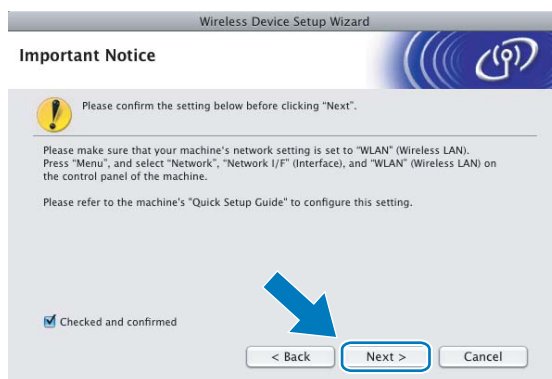 Wireless Device Setup Wizard
Important Notice
Please confirm the setting below before clicking "Next".
Please make sure that your machine's network setting is set to "WLAN" (Wireless LAN).
Press "Menu", and select "Network", "Network I/F" (Interface), and "WLAN" (Wireless LAN) on
the control panel of the machine.
Please refer to the machine's "Quick Setup Guide" to configure this setting.
Checked and confirmed
< Back
Next >
Cancel